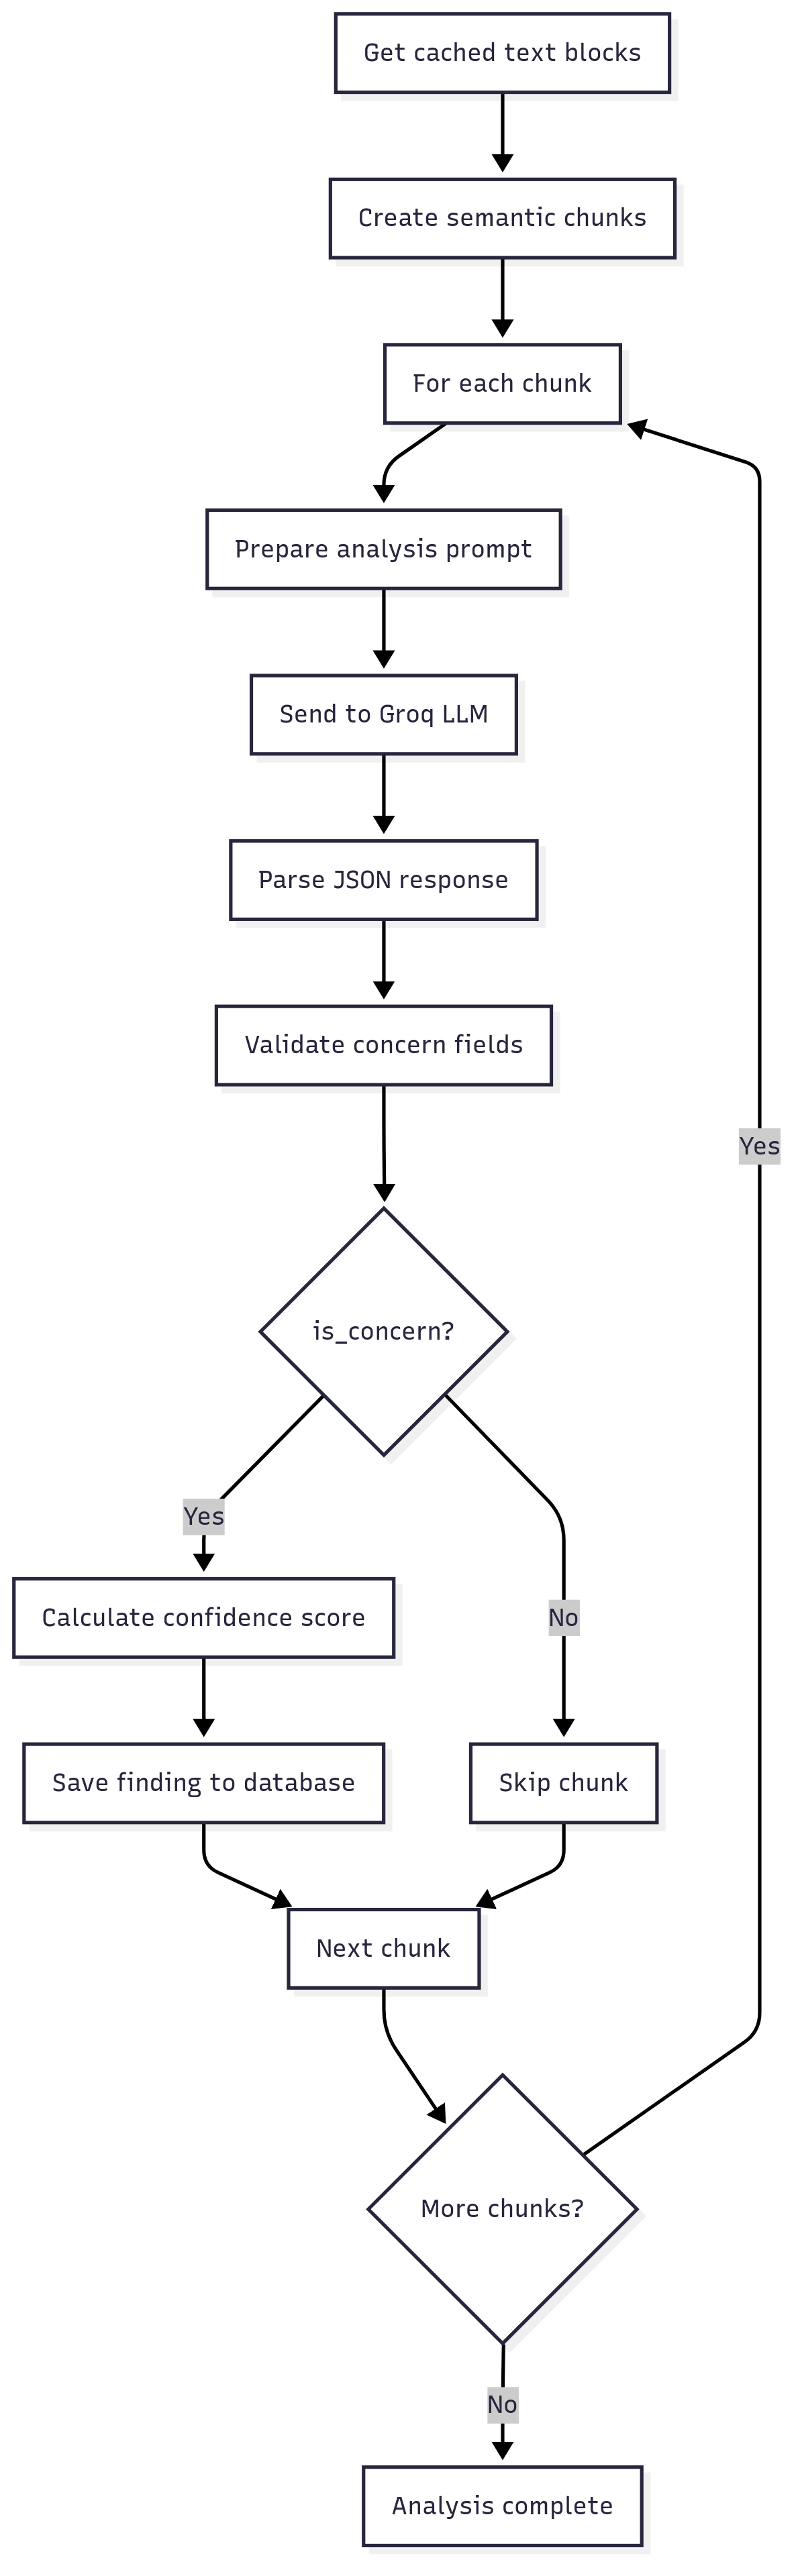 Get cached text blocks
Create semantic chunks
For each chunk
Prepare analysis prompt
Send to Groq LLM
Parse JSON response
Validate concern fields
Yes
is_concern?
Yes
Calculate confidence score
No
Save finding to database
Skip chunk
Next chunk
More chunks?
No
Analysis complete